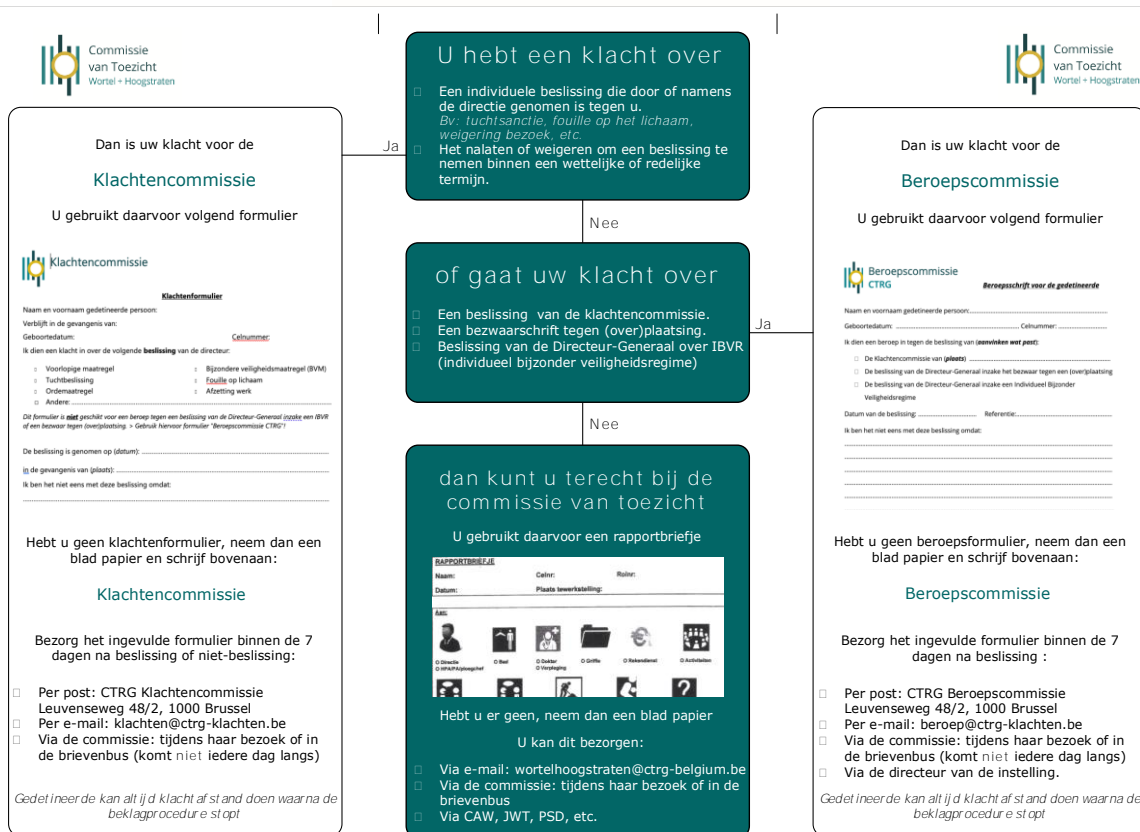 Commissie
van Toezicht
Wortel + Hoogstraten
Dan is uw klacht voor de
Klachtencommissie
U gebruikt daarvoor volgend formulier
Klachtencommissie
Klachtenformulier
Naam en voornaam gedetineerde persoon:
Verblijft in de gevangenis van:
Geboortedatum: Celnummer:
Ik dien een klacht in over de volgende beslissing van de directeur:
Voorlopige maatregel
Bijzondere veiligheidsmaatregel (BVM)
Tuchtbeslissing
Fouille op lichaam
Ordemaatregel
Afzetting werk
Andere:
Dit formulier is niet geschikt voor een beroep tegen een beslissing van de Directeur-Generaal inzake een IBVR
of een bezwaar tegen (over)plaatsing. > Gebruik hiervoor formulier "Beroepscommissie CTRG"!
De beslissing is genomen op (datum):
in de gevangenis van (plaats):
Ik ben het niet eens met deze beslissing omdat:
Hebt u geen klachtenformulier, neem dan een
blad papier en schrijf bovenaan:
Klachtencommissie
Bezorg het ingevulde formulier binnen de 7
dagen na beslissing of niet-beslissing:
Per post: CTRG Klachtencommissie
Leuvenseweg 48/2, 1000 Brussel
Per e-mail: klachten@ctrg-klachten.be
Via de commissie: tijdens haar bezoek of in
de brievenbus (komt niet iedere dag langs)
Gedetineerde kan altijd klacht afstand doen waarna de
beklagprocedure stopt
Ja
U hebt een klacht over
Een individuele beslissing die door of namens
de directie genomen is tegen u.
Bv: tuchtsanctie, fouille op het lichaam,
weigering bezoek, etc.
Het nalaten of weigeren om een beslissing te
nemen binnen een wettelijke of redelijke
termijn.
Nee
of gaat uw klacht over
Een beslissing van de klachtencommissie.
Een bezwaarschrift tegen (over)plaatsing.
Beslissing van de Directeur-Generaal over IBVR
(individueel bijzonder veiligheidsregime)
Ja
Nee
dan kunt u terecht bij de
commissie van toezicht
U gebruikt daarvoor een rapportbriefje
RAPPORTBRIEFJE
Naam: Celnr: Rolnr:
Datum: Plaats tewerkstelling:
Aan:
O Directie
O HPA/PA/ploegchef
O Bad
O Dokter
O Verpleging
O Griffie
O Rekendienst
O Activiteiten
Hebt u er geen, neem dan een blad papier
U kan dit bezorgen:
Via e-mail: wortelhoogstraten@ctrg-belgium.be
Via de commissie: tijdens haar bezoek of in de
brievenbus
Via CAW, JWT, PSD, etc.
Commissie
van Toezicht
Wortel + Hoogstraten
Dan is uw klacht voor de
Beroepscommissie
U gebruikt daarvoor volgend formulier
Beroepscommissie
CTRG
Beroepsschrift voor de gedetineerde
Naam en voornaam gedetineerde persoon:
Geboortedatum: Celnummer:
Ik dien een beroep in tegen de beslissing van (aanvinken wat past):
De Klachtencommissie van (plaats)
De beslissing van de Directeur-Generaal inzake het bezwaar tegen een (over)plaatsing
De beslissing van de Directeur-Generaal inzake een Individueel Bijzonder
Veiligheidsregime
Datum van de beslissing: Referentie:
Ik ben het niet eens met deze beslissing omdat:
Hebt u geen beroepsformulier, neem dan een
blad papier en schrijf bovenaan:
Beroepscommissie
Bezorg het ingevulde formulier binnen de 7
dagen na beslissing :
Per post: CTRG Beroepscommissie
Leuvenseweg 48/2, 1000 Brussel
Per e-mail: beroep@ctrg-klachten.be
Via de commissie: tijdens haar bezoek of in
de brievenbus (komt niet iedere dag langs)
Via de directeur van de instelling.
Gedetineerde kan altijd klacht afstand doen waarna de
beklagprocedure stopt